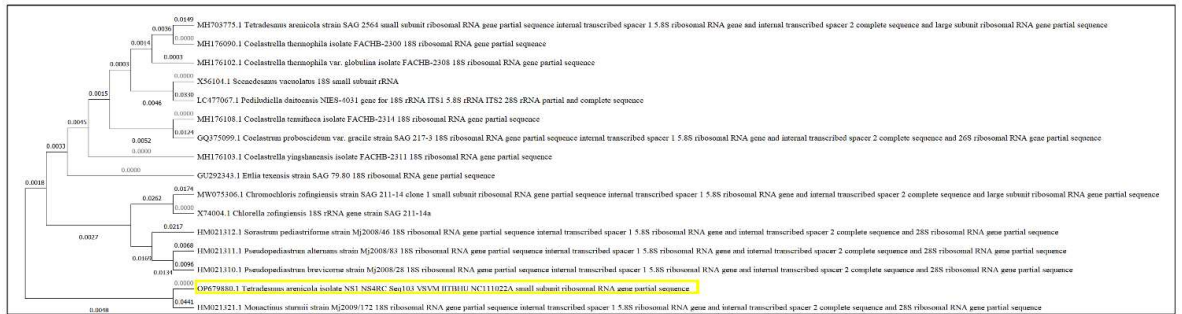 0.0149
MH703775.1 Tetradesmus arenicola strain SAG 2564 small subunit ribosomal RNA gene partial sequence internal transcribed spacer 1 5.8S ribosomal RNA gene and internal transcribed spacer 2 complete sequence and large subunit ribosomal RNA gene partial sequence
0.0036
0.0000
0.0014
MH176090.1 Coelastrella thermophila isolate FACHB-2300 18S ribosomal RNA gene partial sequence
0.0003
0.0003
MH176102.1 Coelastrella thermophila var. globulina isolate FACHB-2308 18S ribosomal RNA gene partial sequence
0.0000
X56104.1 Scenedesmus vacuolatus 18S small subunit rRNA
0.0015
0.0046
0.0330
LC477067.1 Pediludiella daitoensis NIES-4031 gene for 18S rRNA ITS1 5.8S rRNA ITS2 28S rRNA partial and complete sequence
0.0000
MH176108.1 Coelastrella tenuitheca isolate FACHB-2314 18S ribosomal RNA gene partial sequence
0.0045
0.0052
0.0124
GQ375099.1 Coelastrum proboscideum var. gracile strain SAG 217-3 18S ribosomal RNA gene partial sequence internal transcribed spacer 1 5.8S ribosomal RNA gene and internal transcribed spacer 2 complete sequence and 26S ribosomal RNA gene partial sequence
0.0033
0.0000
MH176103.1 Coelastrella yingshanensis isolate FACHB-2311 18S ribosomal RNA gene partial sequence
0.0000
GU292343.1 Ettlia texensis strain SAG 79.80 18S ribosomal RNA gene partial sequence
0.0018
0.0174
MW075306.1 Chromochloris zofingiensis strain SAG 211-14 clone 1 small subunit ribosomal RNA gene partial sequence internal transcribed spacer 1 5.8S ribosomal RNA gene and internal transcribed spacer 2 complete sequence and large subunit ribosomal RNA gene partial sequence
0.0262
0.0000
X74004.1 Chlorella zofingiensis 18S rRNA gene strain SAG 211-14a
0.0027
0.0217
HM021312.1 Sorastrum pediastriforme strain Mj2008/46 18S ribosomal RNA gene partial sequence internal transcribed spacer 1 5.8S ribosomal RNA gene and internal transcribed spacer 2 complete sequence and 28S ribosomal RNA gene partial sequence
0.0068
HM021311.1 Pseudopediastrum alternans strain Mj2008/83 18S ribosomal RNA gene partial sequence internal transcribed spacer 1 5.8S ribosomal RNA gene and internal transcribed spacer 2 complete sequence and 28S ribosomal RNA gene partial sequence
0.0169
0.0134
0.0096
HM021310.1 Pseudopediastrum brevicorne strain Mj2008/28 18S ribosomal RNA gene partial sequence internal transcribed spacer 1 5.8S ribosomal RNA gene and internal transcribed spacer 2 complete sequence and 28S ribosomal RNA gene partial sequence
0.0000
OP679880.1 Tetradesmus arenicola isolate NS1 NS4RC Seq103 VSVM IITBHU NC111022A small subunit ribosomal RNA gene partial sequence
0.0048
0.0441
HM021321.1 Monactinus sturmii strain Mj2009/172 18S ribosomal RNA gene partial sequence internal transcribed spacer 1 5.8S ribosomal RNA gene and internal transcribed spacer 2 complete sequence and 28S ribosomal RNA gene partial sequence